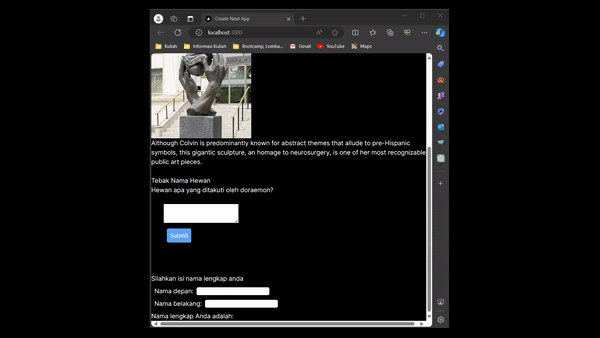 Create Next App
localhost:3000
Kuliah
Informasi Kuliah
Bootcamp, Lomba...
Gmail
YouTube
Maps
Although Colvin is predominantly known for abstract themes that allude to pre-Hispanic
symbols, this gigantic sculpture, an homage to neurosurgery, is one of her most recognizable
public art pieces.
Tebak Nama Hewan
Hewan apa yang ditakuti oleh doraemon?
Submit
Silahkan isi nama lengkap anda
Nama depan:
Nama belakang:
Nama lengkap Anda adalah: